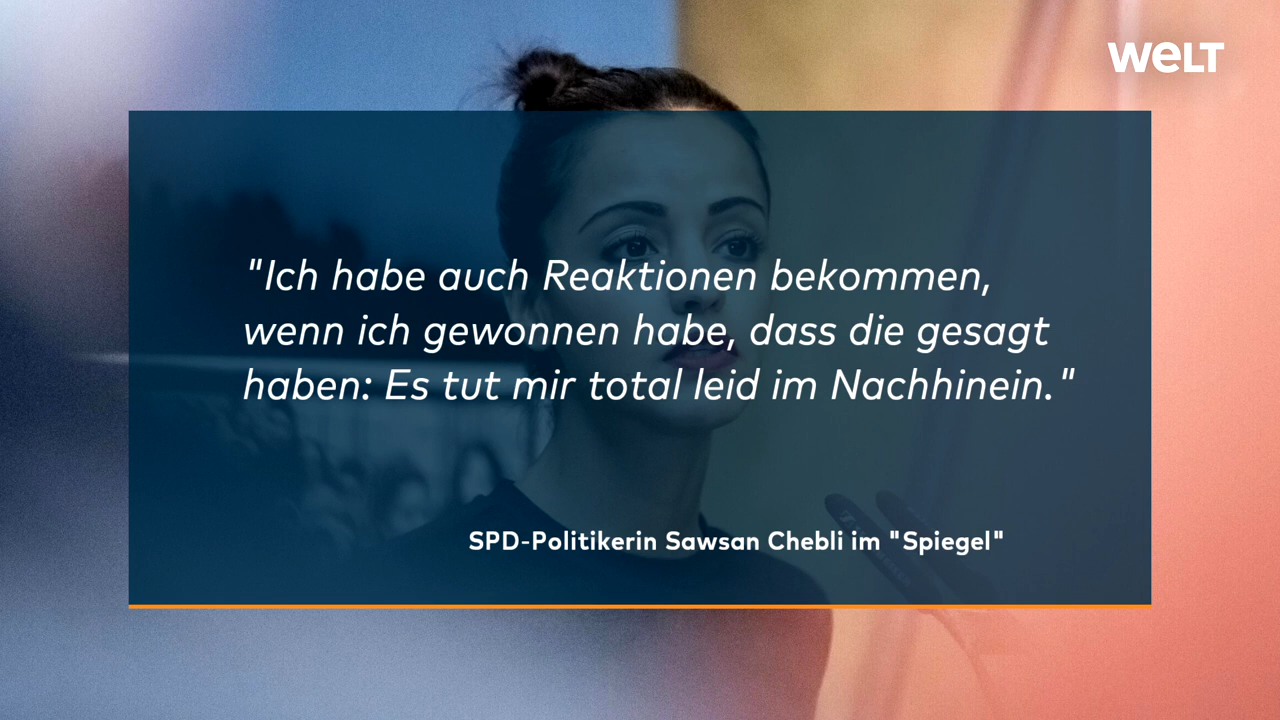 WELT
"Ich habe auch Reaktionen bekommen,
wenn ich gewonnen habe, dass die gesagt
haben: Es tut mir total leid im Nachhinein."
SPD-Politikerin Sawsan Chebli im "Spiegel"